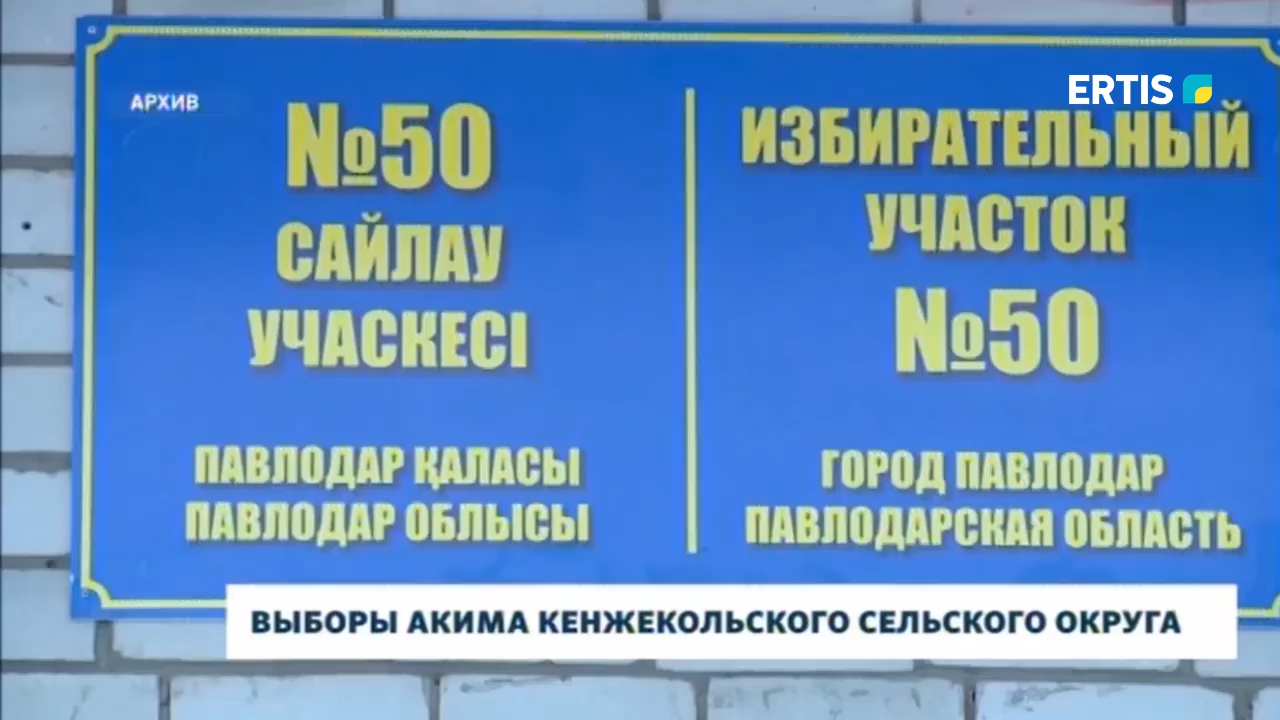 АРХИВ
ERTIS
№50
САЙЛАУ
УЧАСКЕСІ
ПАВЛОДАР ҚАЛАСЫ
ПАВЛОДАР ОБЛЫСЫ
ИЗБИРАТЕЛЬНЫЙ
УЧАСТОК
№50
ГОРОД ПАВЛОДАР
ПАВЛОДАРСКАЯ ОБЛАСТЬ
ВЫБОРЫ АКИМА КЕНЖЕКОЛЬСКОГО СЕЛЬСКОГО ОКРУГА